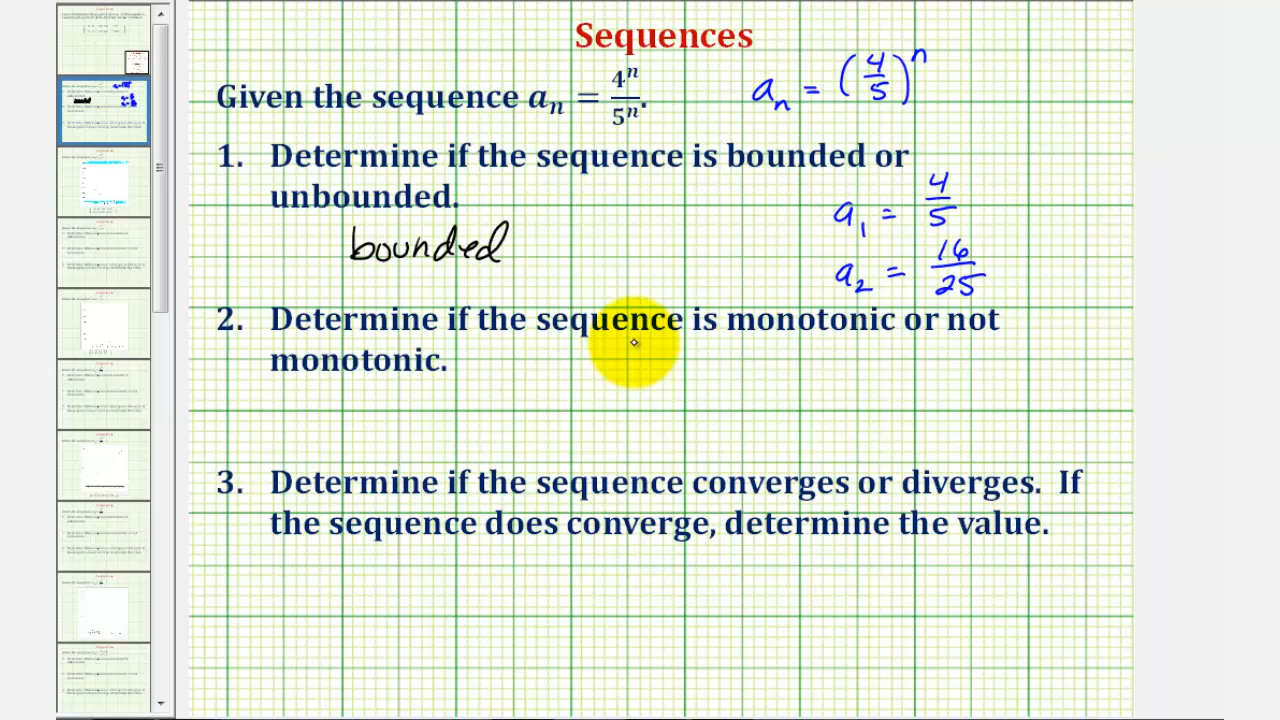 Sequences
Given the sequence aₙ = 4ⁿ/5ⁿ.
aₙ = (4/5)ⁿ
1. Determine if the sequence is bounded or
unbounded.
a₁ = 4/5
bounded
a₂ = 16/25
2. Determine if the sequence is monotonic or not
monotonic.
3. Determine if the sequence converges or diverges. If
the sequence does converge, determine the value.